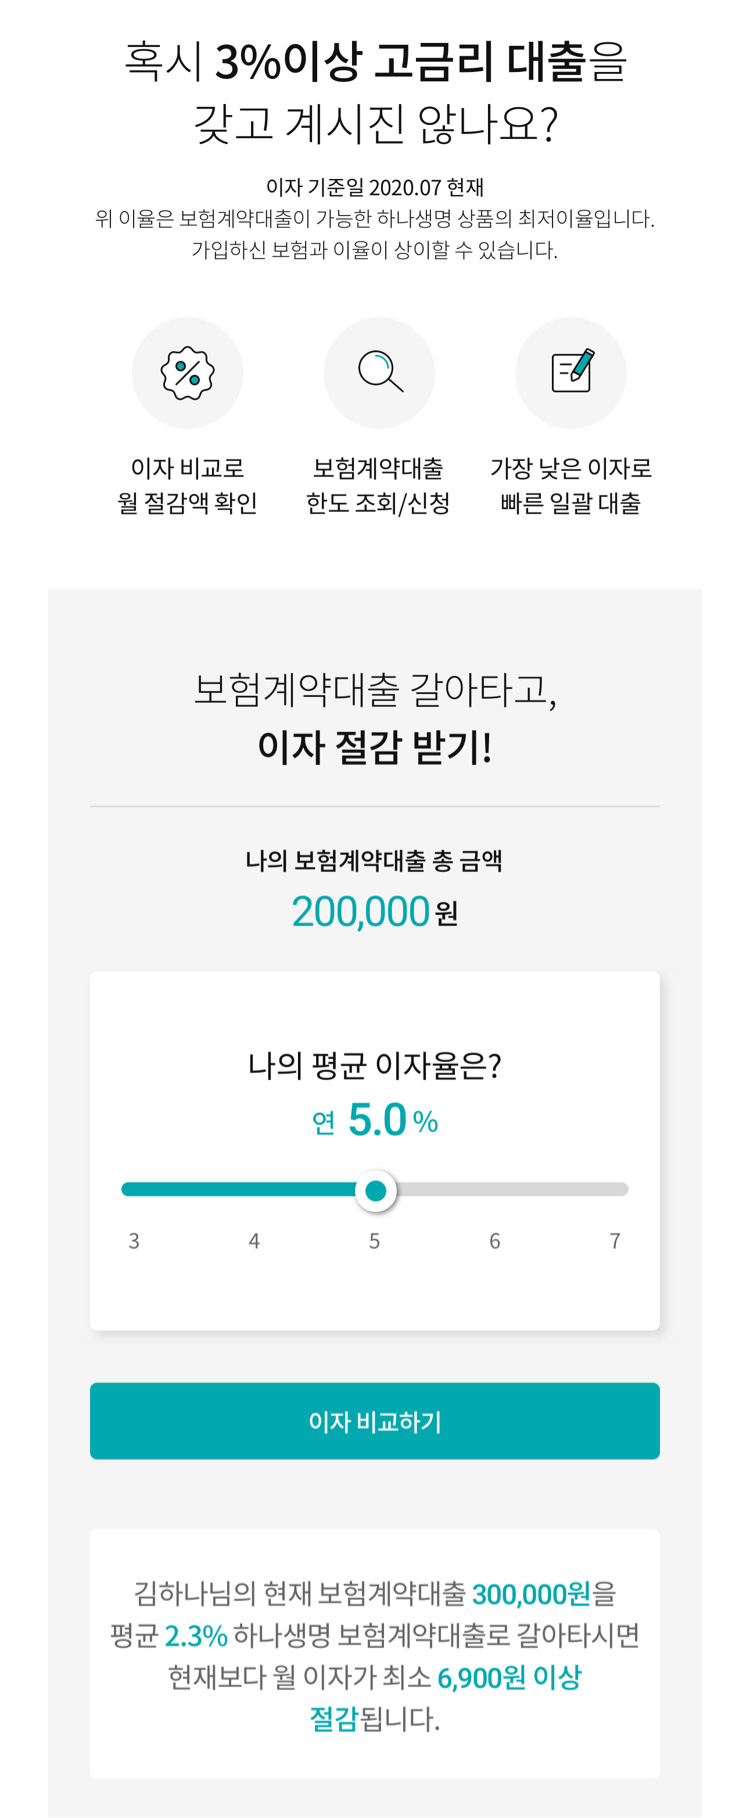 혹시 3%이상 고금리 대출을
갖고 계시진 않나요?
이자 기준일 2020.07 현재
위 이율은 보험계약대출이 가능한 하나생명 상품의 최저이율입니다.
가입하신 보험과 이율이 상이할 수 있습니다.
이자 비교로
월 절감액 확인
보험계약대출
한도 조회/신청
가장 낮은 이자로
빠른 일괄 대출
보험계약대출 갈아타고,
이자 절감 받기!
나의 보험계약대출 총 금액
200,000 원
나의 평균 이자율은?
연 5.0 %
3 4 5 6 7
이자 비교하기
김하나님의 현재 보험계약대출 300,000원을
평균 2.3% 하나생명 보험계약대출로 갈아타시면
현재보다 월 이자가 최소 6,900원 이상
절감됩니다.